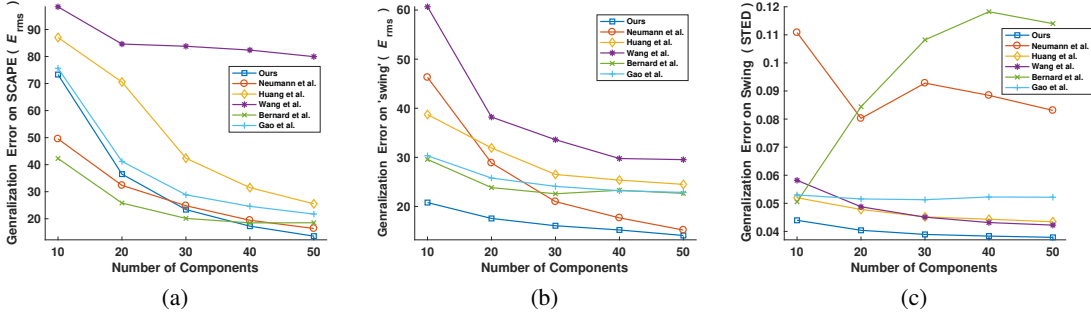 Genralization Error on SCAPE ( E rms )
90
80
70
60
50
40
30
20
10 20 30 40 50
Number of Components
Ours
Neumann et al.
Huang et al.
Wang et al.
Bernard et al.
Gao et al.
(a)
Genralization Error on 'swing' ( E rms )
60
50
40
30
20
10 20 30 40 50
Number of Components
Ours
Neumann et al.
Huang et al.
Wang et al.
Bernard et al.
Gao et al.
(b)
Genralization Error on Swing ( STED)
0.12
0.11
0.1
0.09
0.08
0.07
0.06
0.05
0.04
10 20 30 40 50
Number of Components
Ours
Neumann et al.
Huang et al.
Wang et al.
Bernard et al.
Gao et al.
(c)